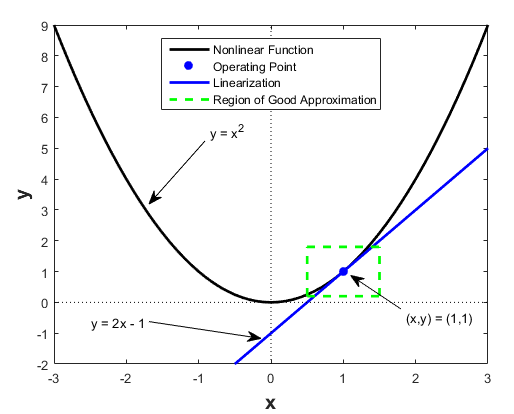 9
8
7
6
5
4
3
2
1
0
-1
-2
Nonlinear Function
Operating Point
Linearization
Region of Good Approximation
y = x²
y = 2x - 1
(x,y) = (1,1)
-3 -2 -1 0 1 2 3
x
y